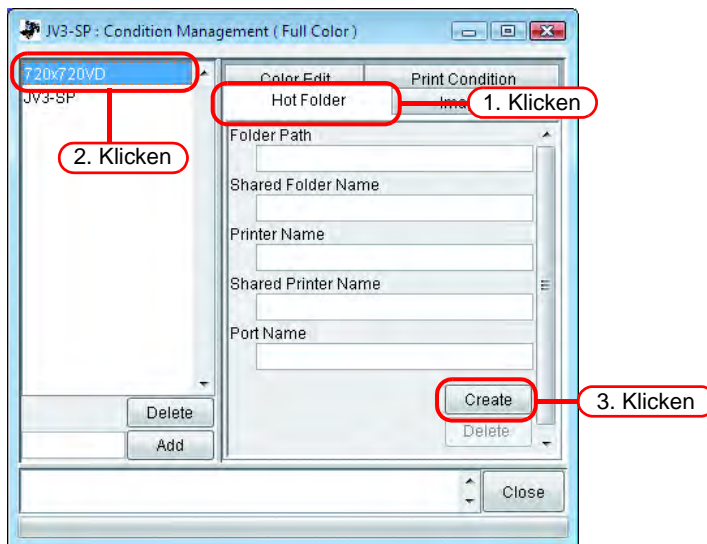 JV3-SP : Condition Management ( Full Color )
720x720VD
JV3-SP
Color Edit
Print Condition
Hot Folder
1. Klicken
2. Klicken
Folder Path
Shared Folder Name
Printer Name
Shared Printer Name
Port Name
Create
3. Klicken
Delete
Delete
Add
Close